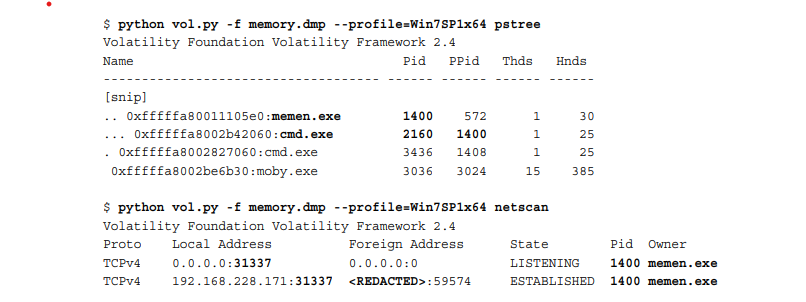 $ python vol.py -f memory.dmp --profile=Win7SP1x64 pstree
Volatility Foundation Volatility Framework 2.4
Name Pid PPid Thds Hnds
---------------------------------- ------ ------ ------ ------
[snip]
.. 0xfffffa80011105e0:memen.exe 1400 572 1 30
... 0xfffffa8002b42060:cmd.exe 2160 1400 1 25
. 0xfffffa8002827060:cmd.exe 3436 1408 1 25
0xfffffa8002be6b30:moby.exe 3036 3024 15 385
$ python vol.py -f memory.dmp --profile=Win7SP1x64 netscan
Volatility Foundation Volatility Framework 2.4
Proto Local Address Foreign Address State Pid Owner
TCPv4 0.0.0.0:31337 0.0.0.0:0 LISTENING 1400 memen.exe
TCPv4 192.168.228.171:31337 <REDACTED>:59574 ESTABLISHED 1400 memen.exe